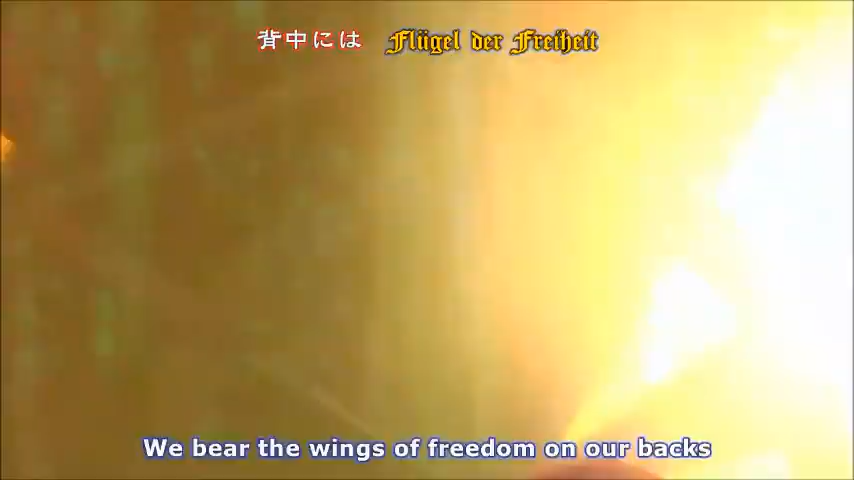 背中には Flügel der Freiheit
We bear the wings of freedom on our backs